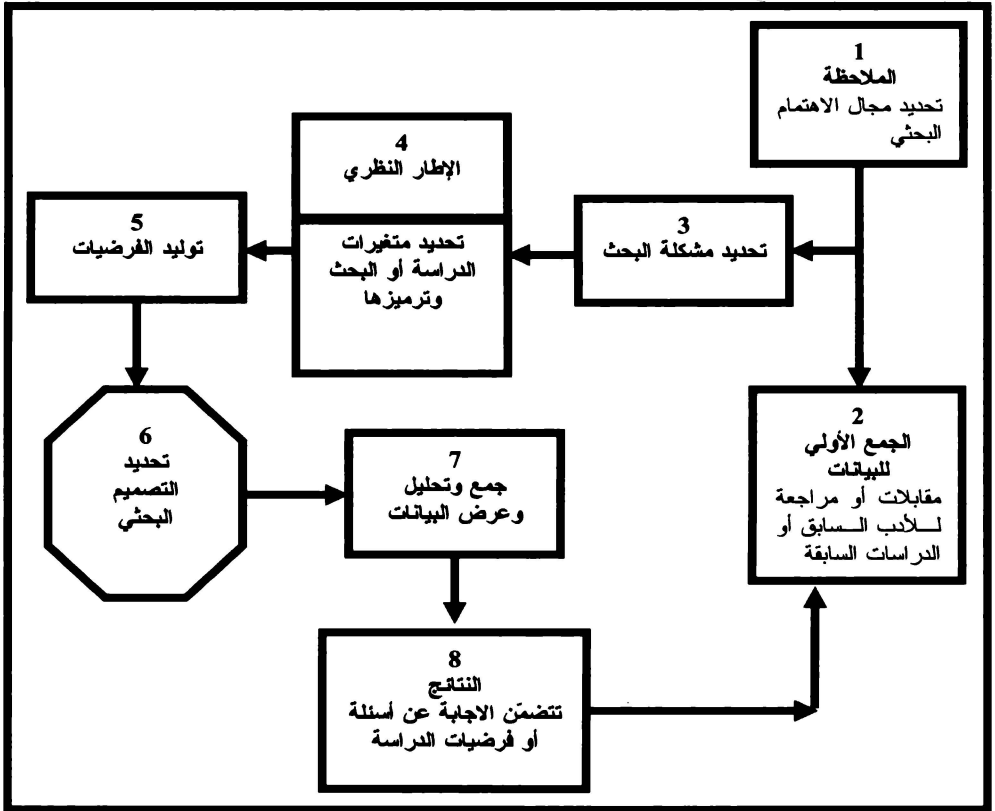 1
الملاحظة
تحديد مجال الاهتمام
البحثي
2
الجمع الأولي
للبيانات
مقابلات أو مراجعة
للأدب السابق أو
الدراسات السابقة
3
تحديد مشكلة البحث
4
الإطار النظري
تحديد متغيرات
الدراسة أو البحث
وترميزها
5
توليد الفرضيات
6
تحديد
التصميم
البحثي
7
جمع وتحليل
وعرض البيانات
8
النتائج
تتضمّن الاجابة عن أسئلة
أو فرضيات الدراسة